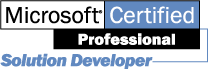 Microsoft Certified
Professional
Solution Developer